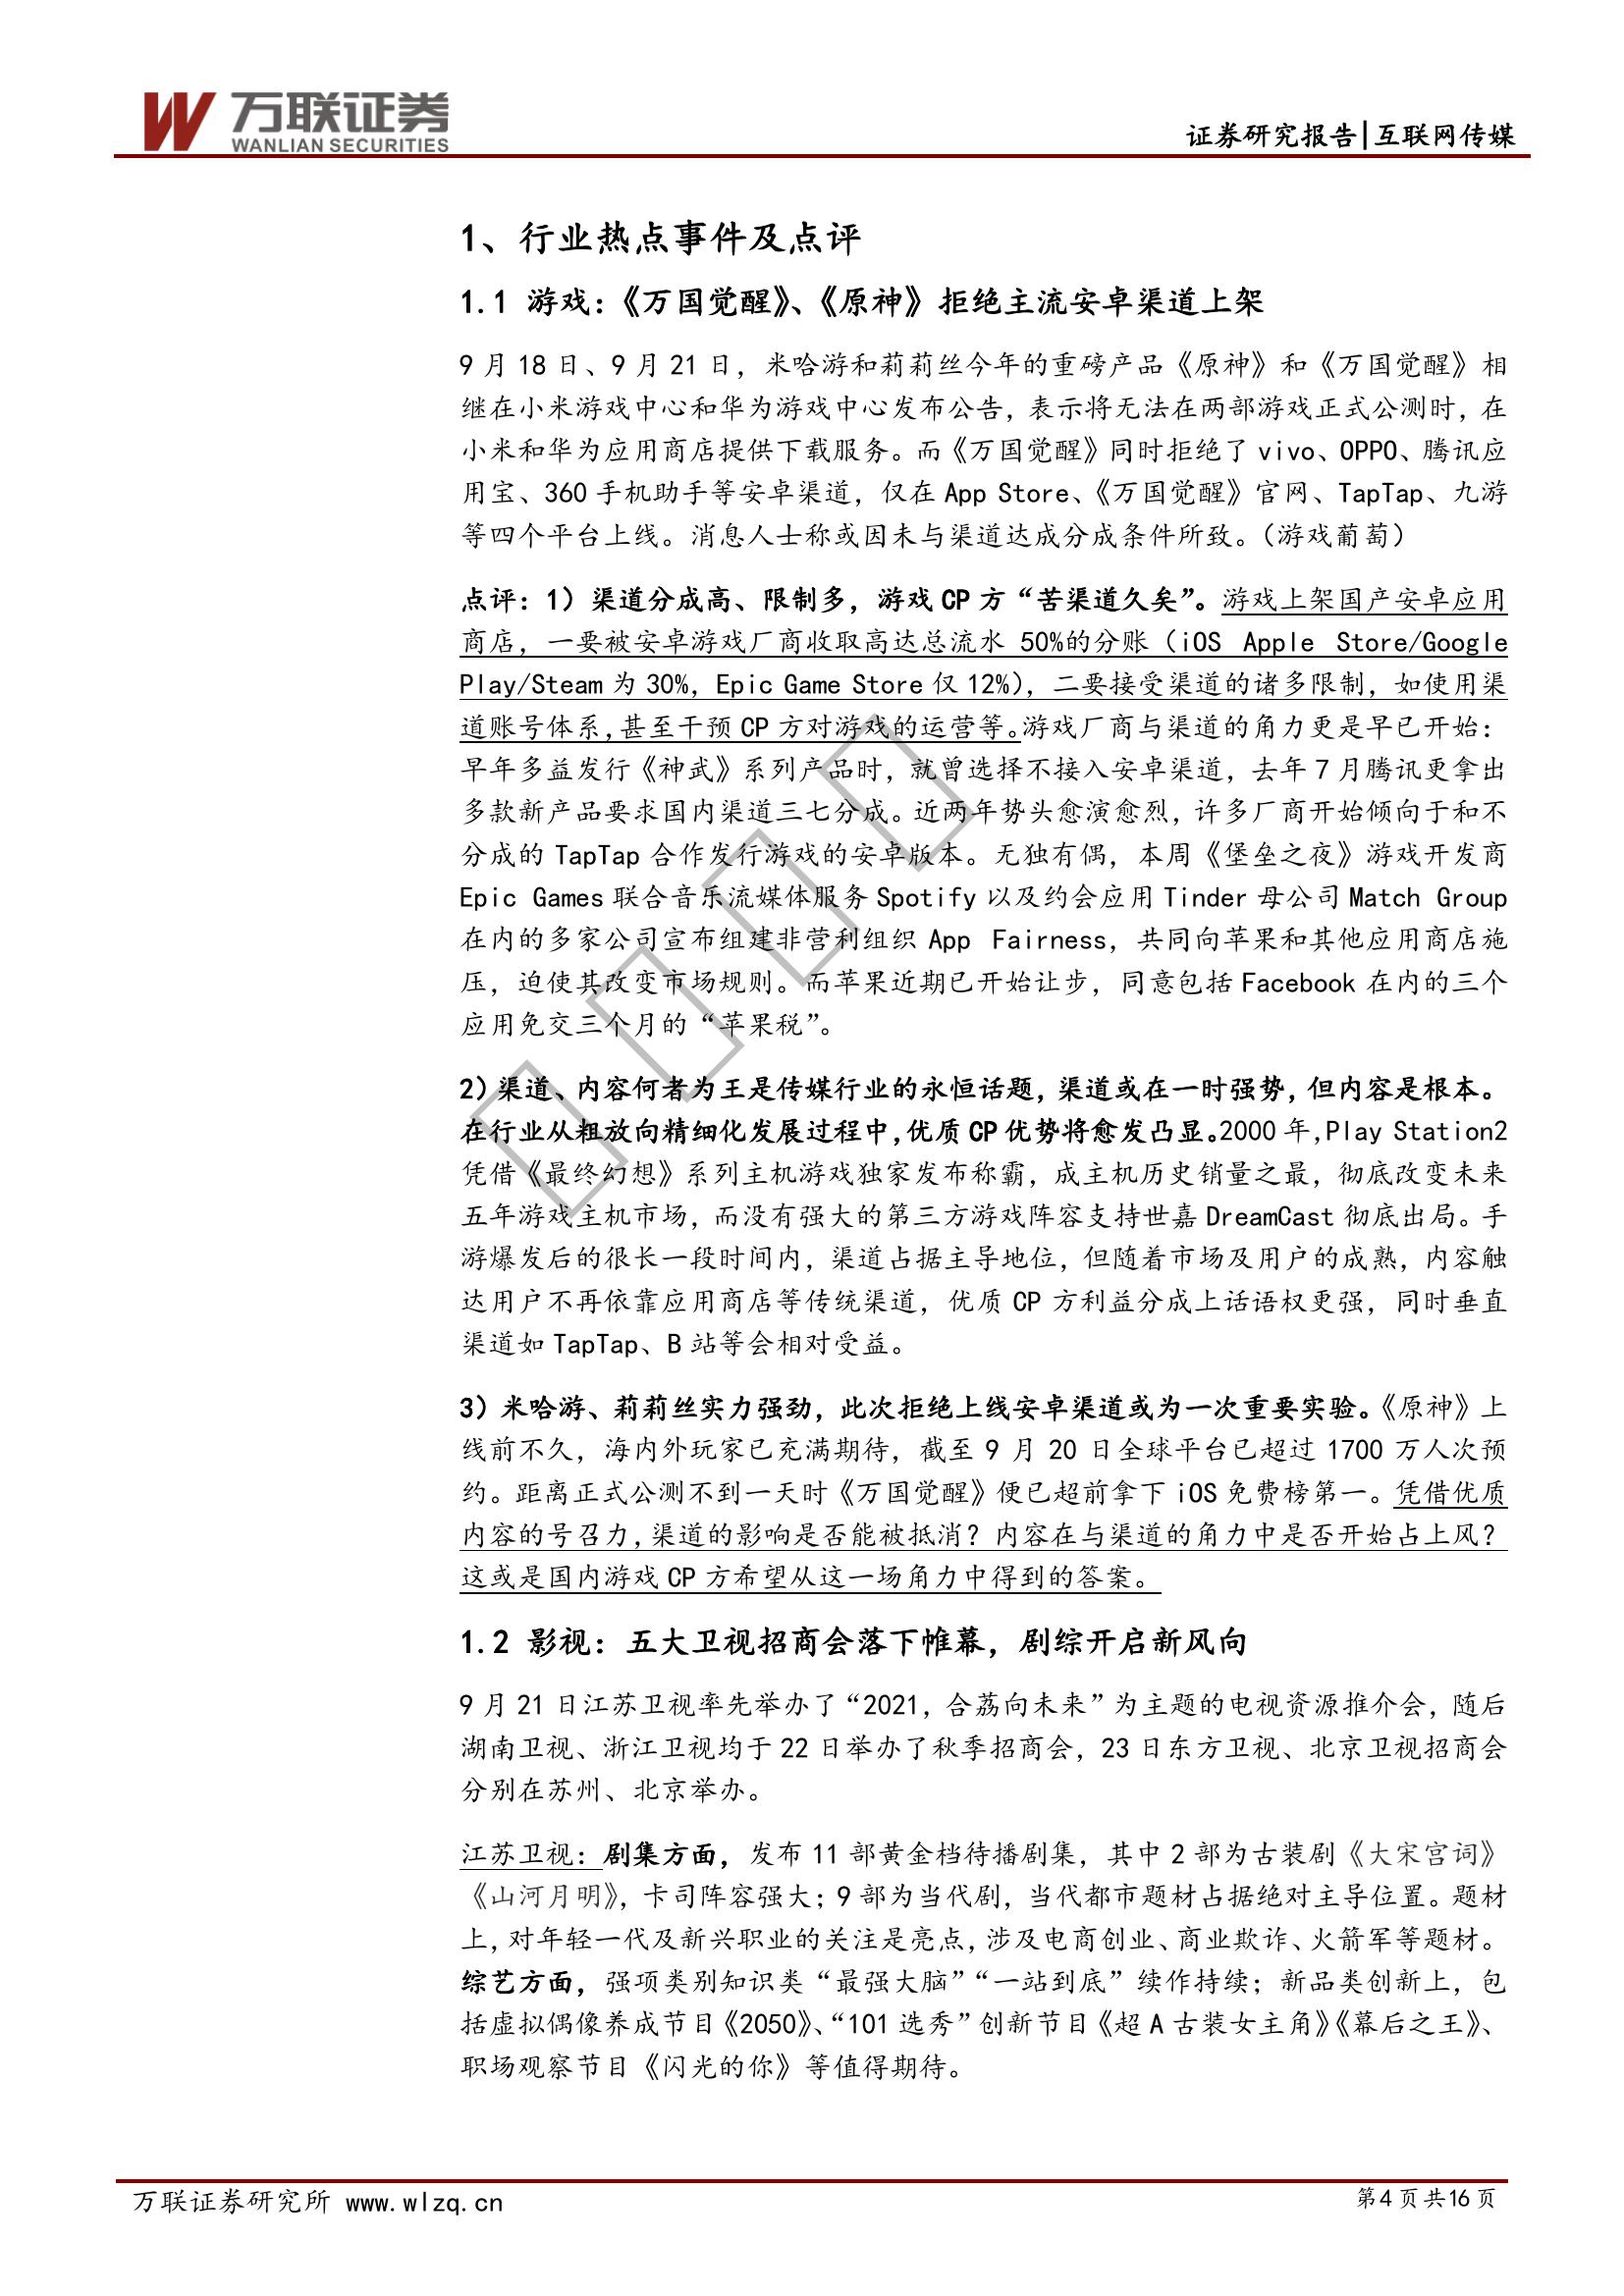 万联证券
WANLIAN SECURITIES
证券研究报告|互联网传媒
1、行业热点事件及点评
1.1 游戏：《万国觉醒》、《原神》拒绝主流安卓渠道上架
9 月 18 日、9 月 21 日，米哈游和莉莉丝今年的重磅产品《原神》和《万国觉醒》相
继在小米游戏中心和华为游戏中心发布公告，表示将无法在两部游戏正式公测时，在
小米和华为应用商店提供下载服务。而《万国觉醒》同时拒绝了 vivo、OPPO、腾讯应
用宝、360 手机助手等安卓渠道，仅在 App Store、《万国觉醒》官网、TapTap、九游
等四个平台上线。消息人士称或因未与渠道达成分成条件所致。（游戏葡萄）
点评：1）渠道分成高、限制多，游戏 CP 方“苦渠道久矣”。游戏上架国产安卓应用
商店，一要被安卓游戏厂商收取高达总流水 50%的分账（iOS Apple Store/Google
Play/Steam 为 30%，Epic Game Store 仅 12%），二要接受渠道的诸多限制，如使用渠
道账号体系，甚至干预 CP 方对游戏的运营等。游戏厂商与渠道的角力更是早已开始：
早年多益发行《神武》系列产品时，就曾选择不接入安卓渠道，去年 7 月腾讯更拿出
多款新产品要求国内渠道三七分成。近两年势头愈演愈烈，许多厂商开始倾向于和不
分成的 TapTap 合作发行游戏的安卓版本。无独有偶，本周《堡垒之夜》游戏开发商
Epic Games 联合音乐流媒体服务 Spotify 以及约会应用 Tinder 母公司 Match Group
在内的多家公司宣布组建非营利组织 App Fairness，共同向苹果和其他应用商店施
压，迫使其改变市场规则。而苹果近期已开始让步，同意包括 Facebook 在内的三个
应用免交三个月的“苹果税”。
2）渠道、内容何者为王是传媒行业的永恒话题，渠道或在一时强势，但内容是根本。
在行业从粗放向精细化发展过程中，优质 CP 优势将愈发凸显。2000 年，Play Station2
凭借《最终幻想》系列主机游戏独家发布称霸，成主机历史销量之最，彻底改变未来
五年游戏主机市场，而没有强大的第三方游戏阵容支持世嘉 DreamCast 彻底出局。手
游爆发后的很长一段时间内，渠道占据主导地位，但随着市场及用户的成熟，内容触
达用户不再依靠应用商店等传统渠道，优质 CP 方利益分成上话语权更强，同时垂直
渠道如 TapTap、B 站等会相对受益。
3）米哈游、莉莉丝实力强劲，此次拒绝上线安卓渠道或为一次重要实验。《原神》上
线前不久，海内外玩家已充满期待，截至 9 月 20 日全球平台已超过 1700 万人次预
约。距离正式公测不到一天时《万国觉醒》便已超前拿下 iOS 免费榜第一。凭借优质
内容的号召力，渠道的影响是否能被抵消？内容在与渠道的角力中是否开始占上风？
这或是国内游戏 CP 方希望从这一场角力中得到的答案。
1.2 影视：五大卫视招商会落下帷幕，剧综开启新风向
9 月 21 日江苏卫视率先举办了“2021，合荔向未来”为主题的电视资源推介会，随后
湖南卫视、浙江卫视均于 22 日举办了秋季招商会，23 日东方卫视、北京卫视招商会
分别在苏州、北京举办。
江苏卫视：剧集方面，发布 11 部黄金档待播剧集，其中 2 部为古装剧《大宋宫词》
《山河月明》，卡司阵容强大；9 部为当代剧，当代都市题材占据绝对主导位置。题材
上，对年轻一代及新兴职业的关注是亮点，涉及电商创业、商业欺诈、火箭军等题材。
综艺方面，强项类别知识类“最强大脑”“一站到底”续作持续；新品类创新上，包
括虚拟偶像养成节目《2050》、“101 选秀”创新节目《超 A 古装女主角》《幕后之王》、
职场观察节目《闪光的你》等值得期待。
万联证券研究所 www.wlzq.cn
第 4 页 共 16 页